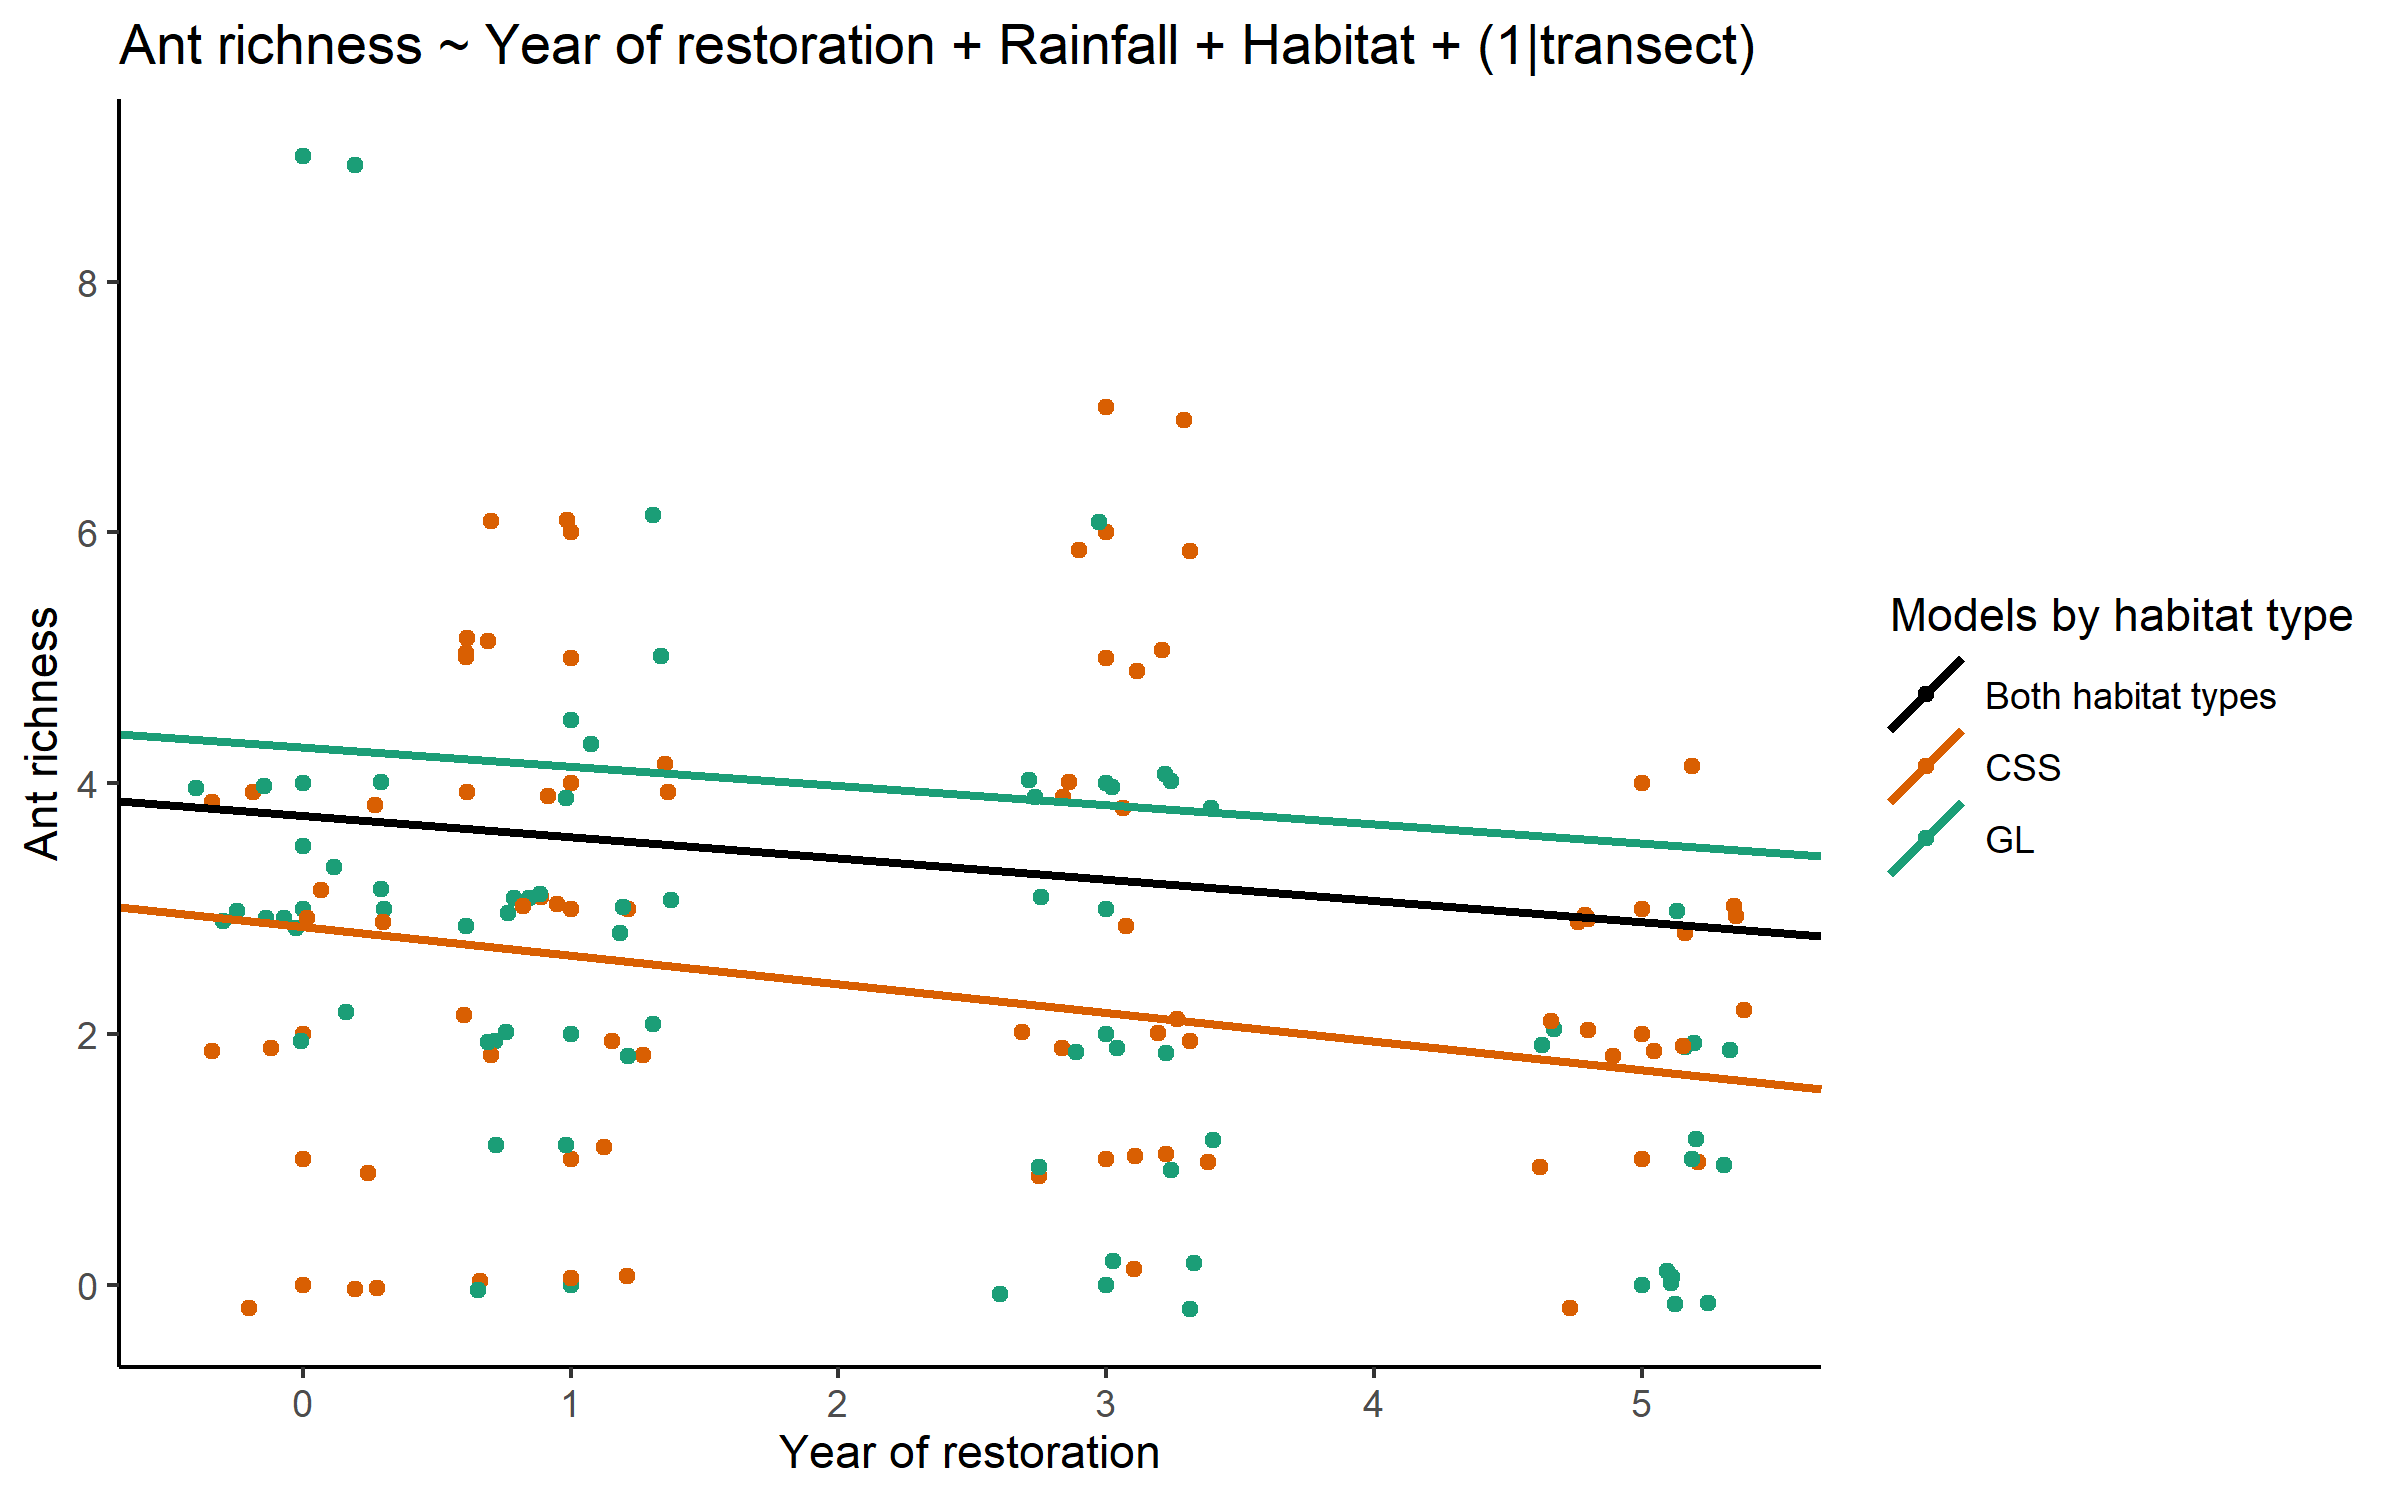 Ant richness ~ Year of restoration + Rainfall + Habitat + (1|transect)
Ant richness
8
6
4
2
0
0 1 2 3 4 5
Year of restoration
Models by habitat type
Both habitat types
CSS
GL